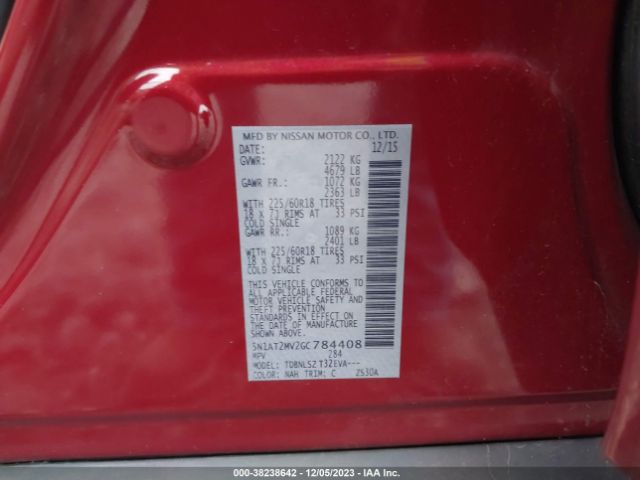 MFD BY NISSAN MOTOR CO., LTD.
DATE: 12/15
GVWR: 2122 KG
4679 LB
GAWR FR.: 1072 KG
2363 LB
WITH 225/60R18 TIRES
18 X 7J RIMS AT 33 PSI
COLD SINGLE
GAWR RR.: 1089 KG
2401 LB
WITH 225/60R18 TIRES
18 X 7J RIMS AT 33 PSI
COLD SINGLE
THIS VEHICLE CONFORMS TO
ALL APPLICABLE FEDERAL
MOTOR VEHICLE SAFETY AND
THEFT PREVENTION
STANDARDS IN EFFECT ON
THE DATE OF MANUFACTURE
SHOWN ABOVE.
5N1AT2MV2GC784408
MPV 284
MODEL: TDBNLSZ T32EVA---
COLOR: NAH TRIM: C ZS30A
000-38238642 - 12/05/2023 - IAA Inc.